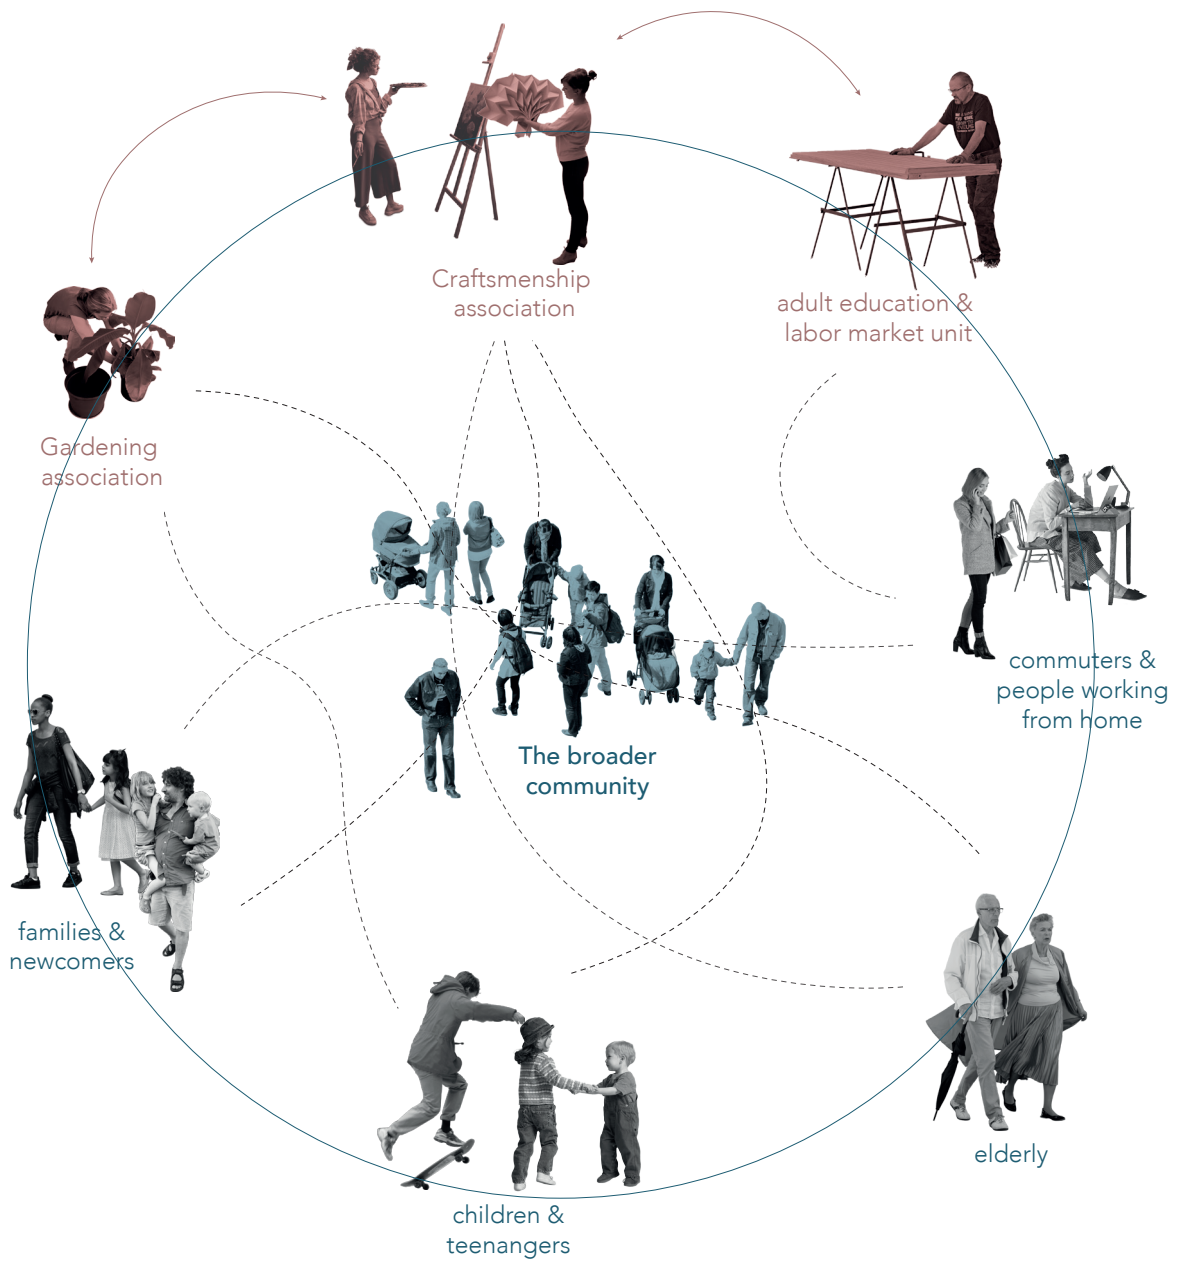 Craftsmenship
association
adult education &
labor market unit
Gardening
association
commuters &
people working
from home
The broader
community
families &
newcomers
elderly
children &
teenangers